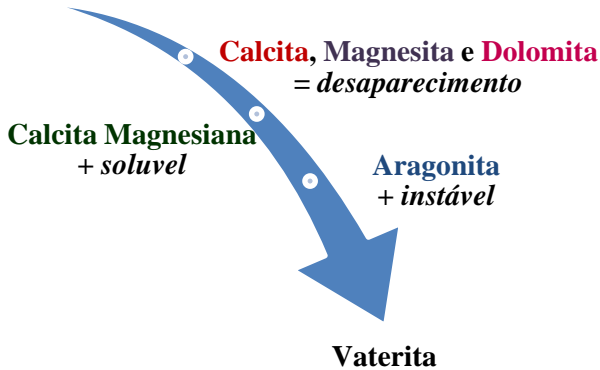 Calcita, Magnesita e Dolomita
= desaparecimento
Calcita Magnesiana
+ soluvel
Aragonita
+ instável
Vaterita